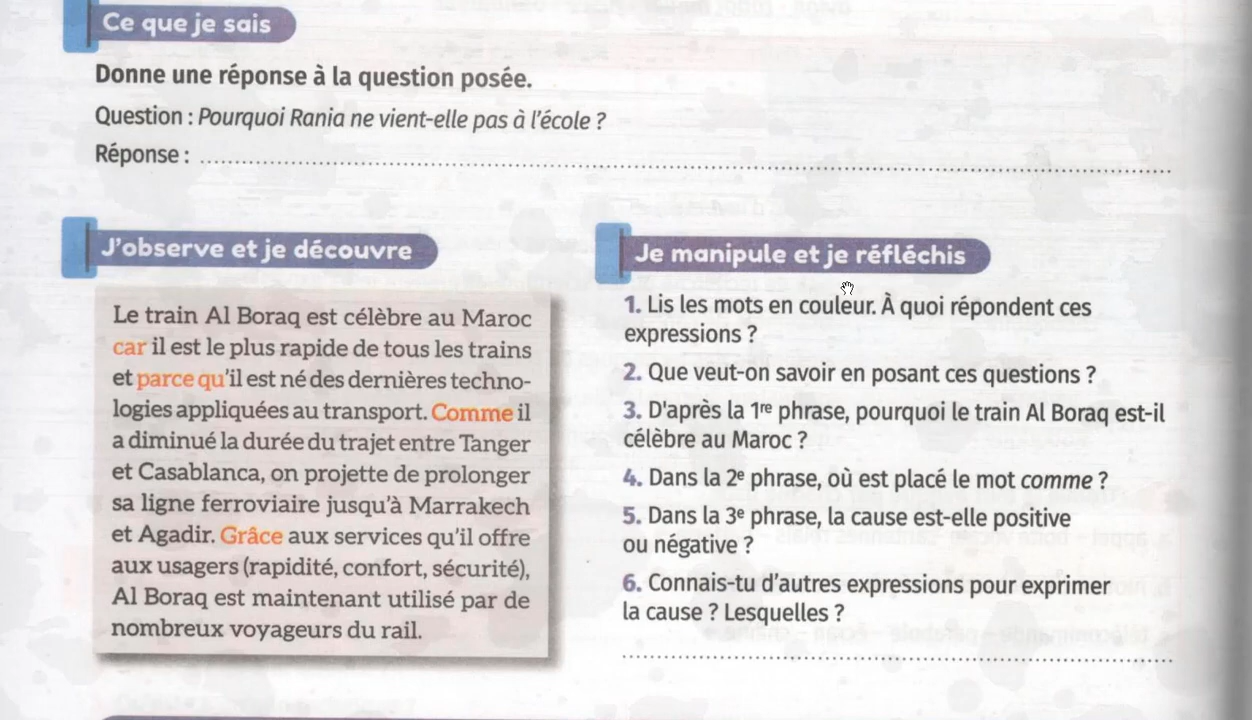 Ce que je sais
Donne une réponse à la question posée.
Question : Pourquoi Rania ne vient-elle pas à l'école ?
Réponse :
J'observe et je découvre
Le train Al Boraq est célèbre au Maroc
car il est le plus rapide de tous les trains
et parce qu'il est né des dernières techno-
logies appliquées au transport. Comme il
a diminué la durée du trajet entre Tanger
et Casablanca, on projette de prolonger
sa ligne ferroviaire jusqu'à Marrakech
et Agadir. Grâce aux services qu'il offre
aux usagers (rapidité, confort, sécurité),
Al Boraq est maintenant utilisé par de
nombreux voyageurs du rail.
Je manipule et je réfléchis
1. Lis les mots en couleur. À quoi répondent ces
expressions ?
2. Que veut-on savoir en posant ces questions ?
3. D'après la 1re phrase, pourquoi le train Al Boraq est-il
célèbre au Maroc ?
4. Dans la 2e phrase, où est placé le mot comme ?
5. Dans la 3e phrase, la cause est-elle positive
ou négative ?
6. Connais-tu d'autres expressions pour exprimer
la cause ? Lesquelles ?